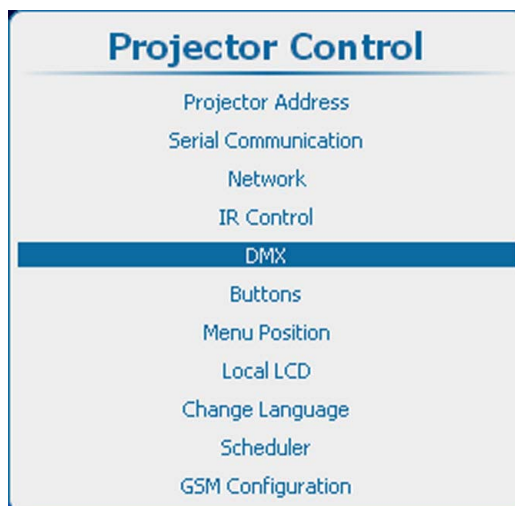 Projector Control
Projector Address
Serial Communication
Network
IR Control
DMX
Buttons
Menu Position
Local LCD
Change Language
Scheduler
GSM Configuration